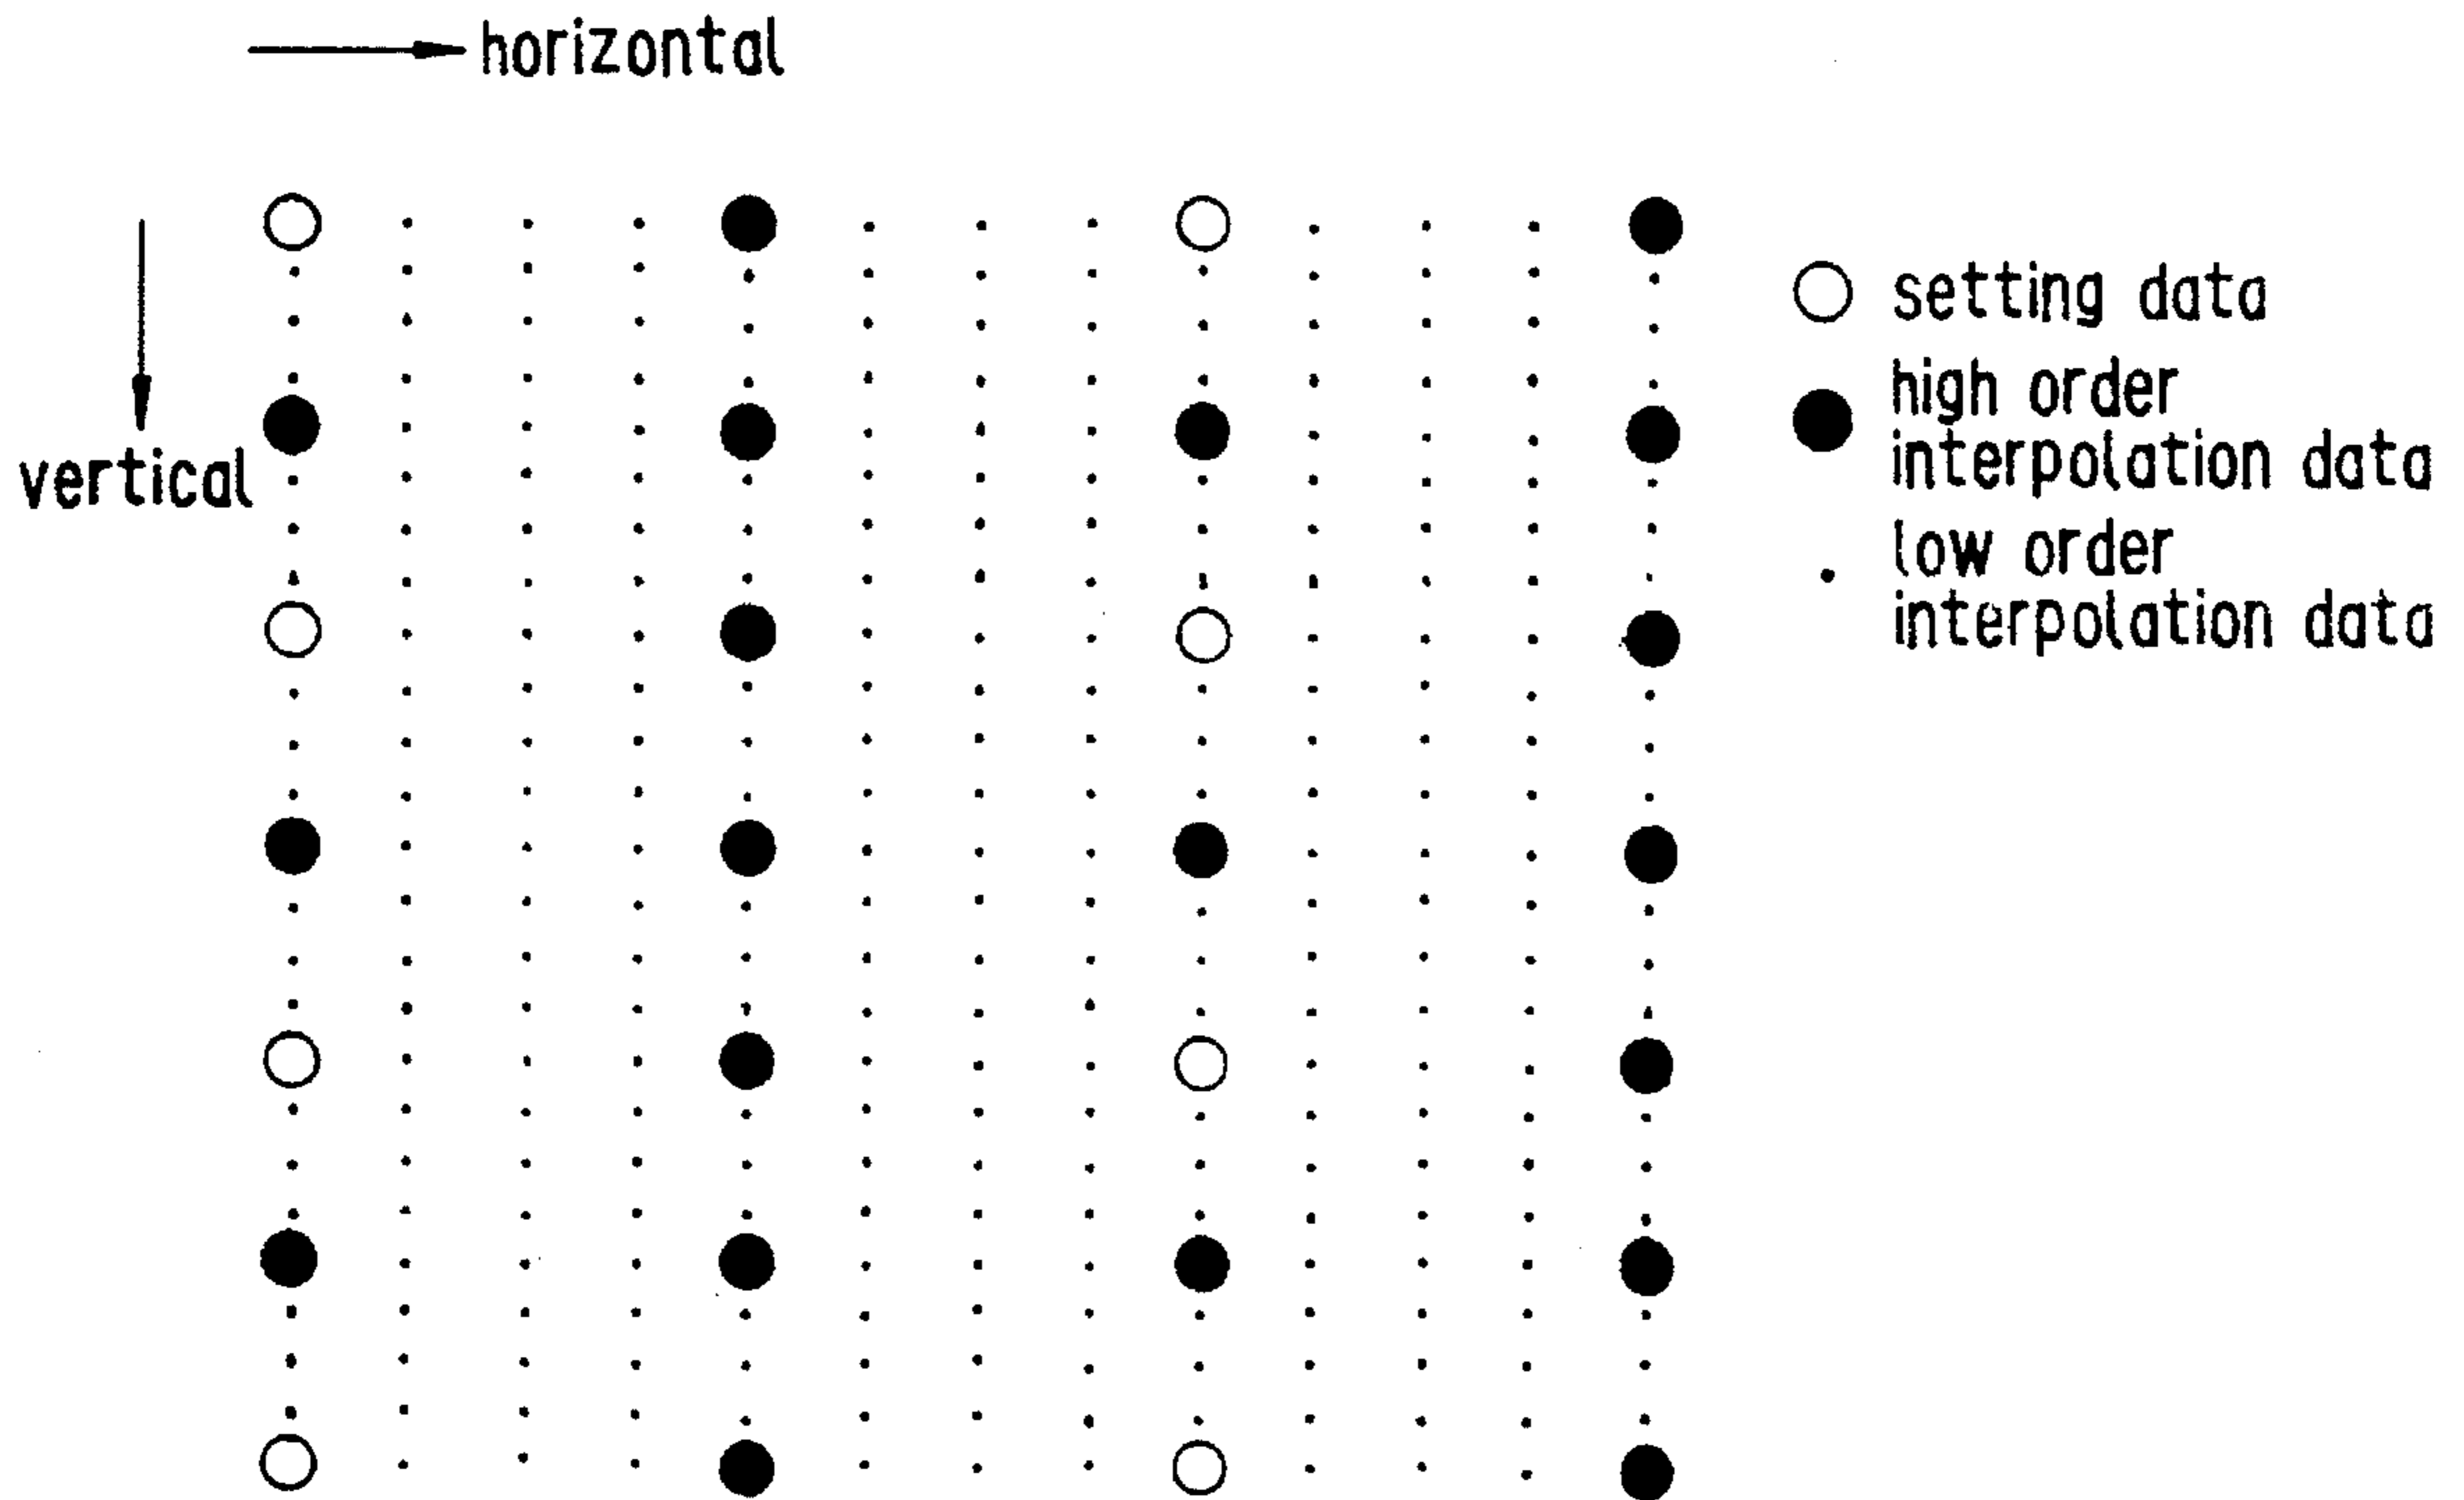 horizontal
vertical
setting data
high order
interpolation data
low order
interpolation data